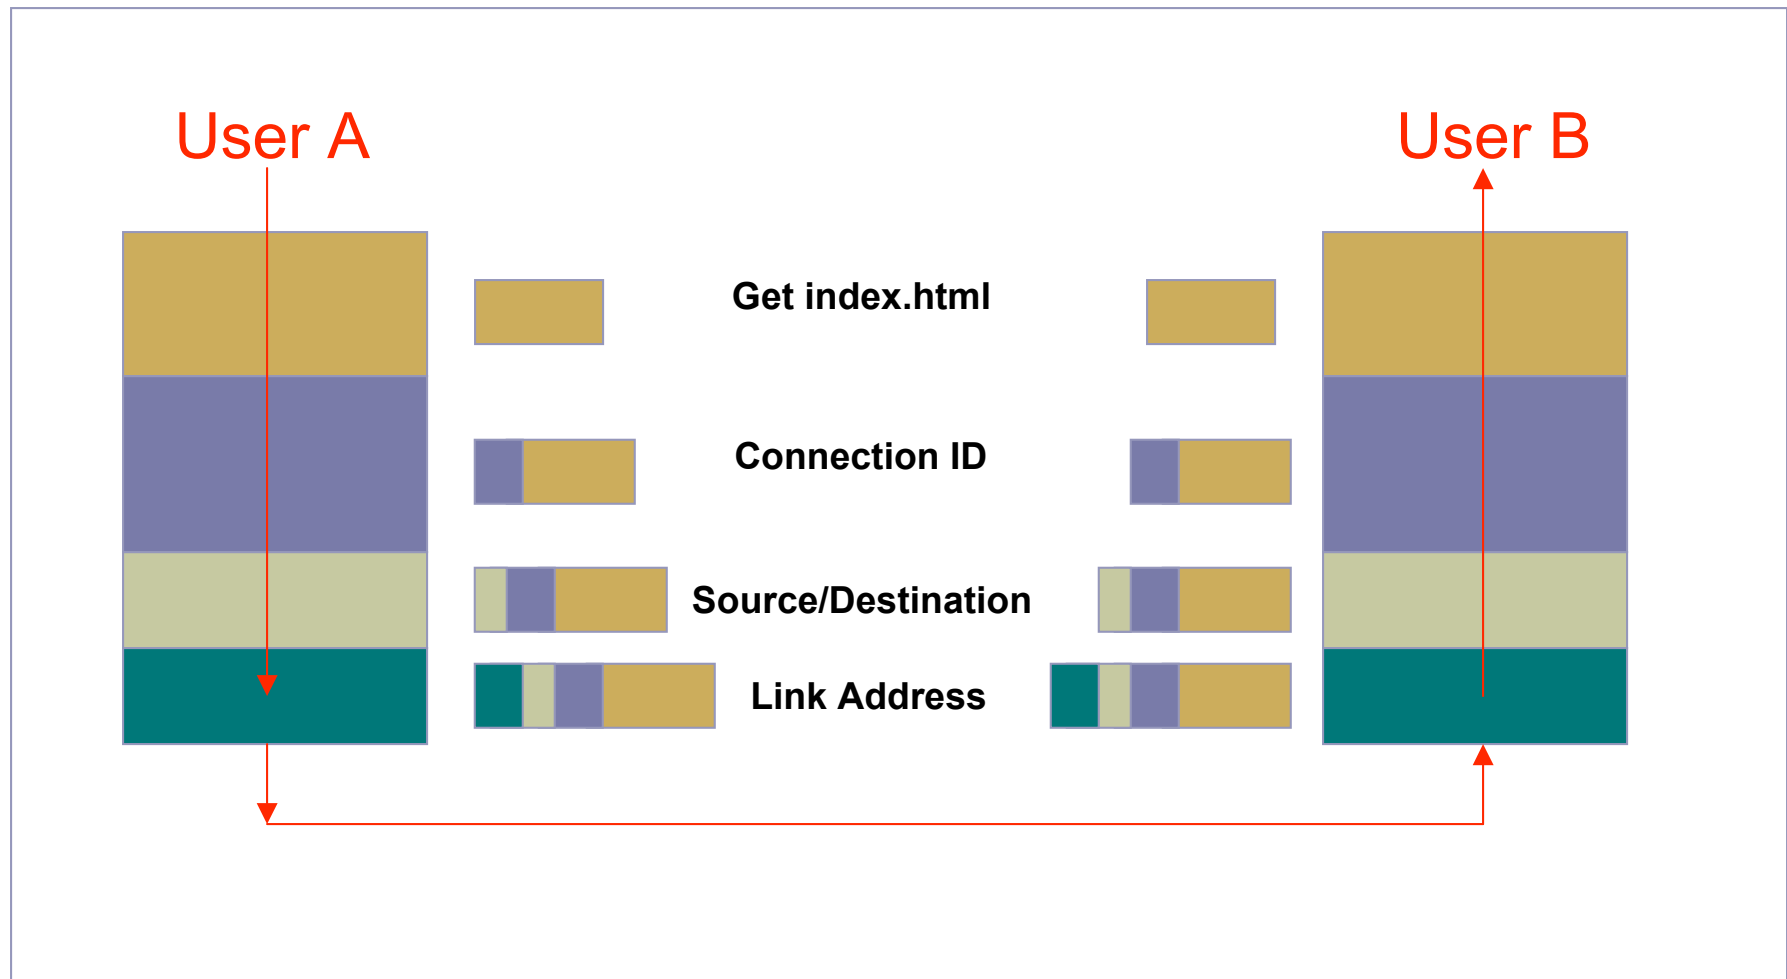 User A
User B
Get index.html
Connection ID
Source/Destination
Link Address